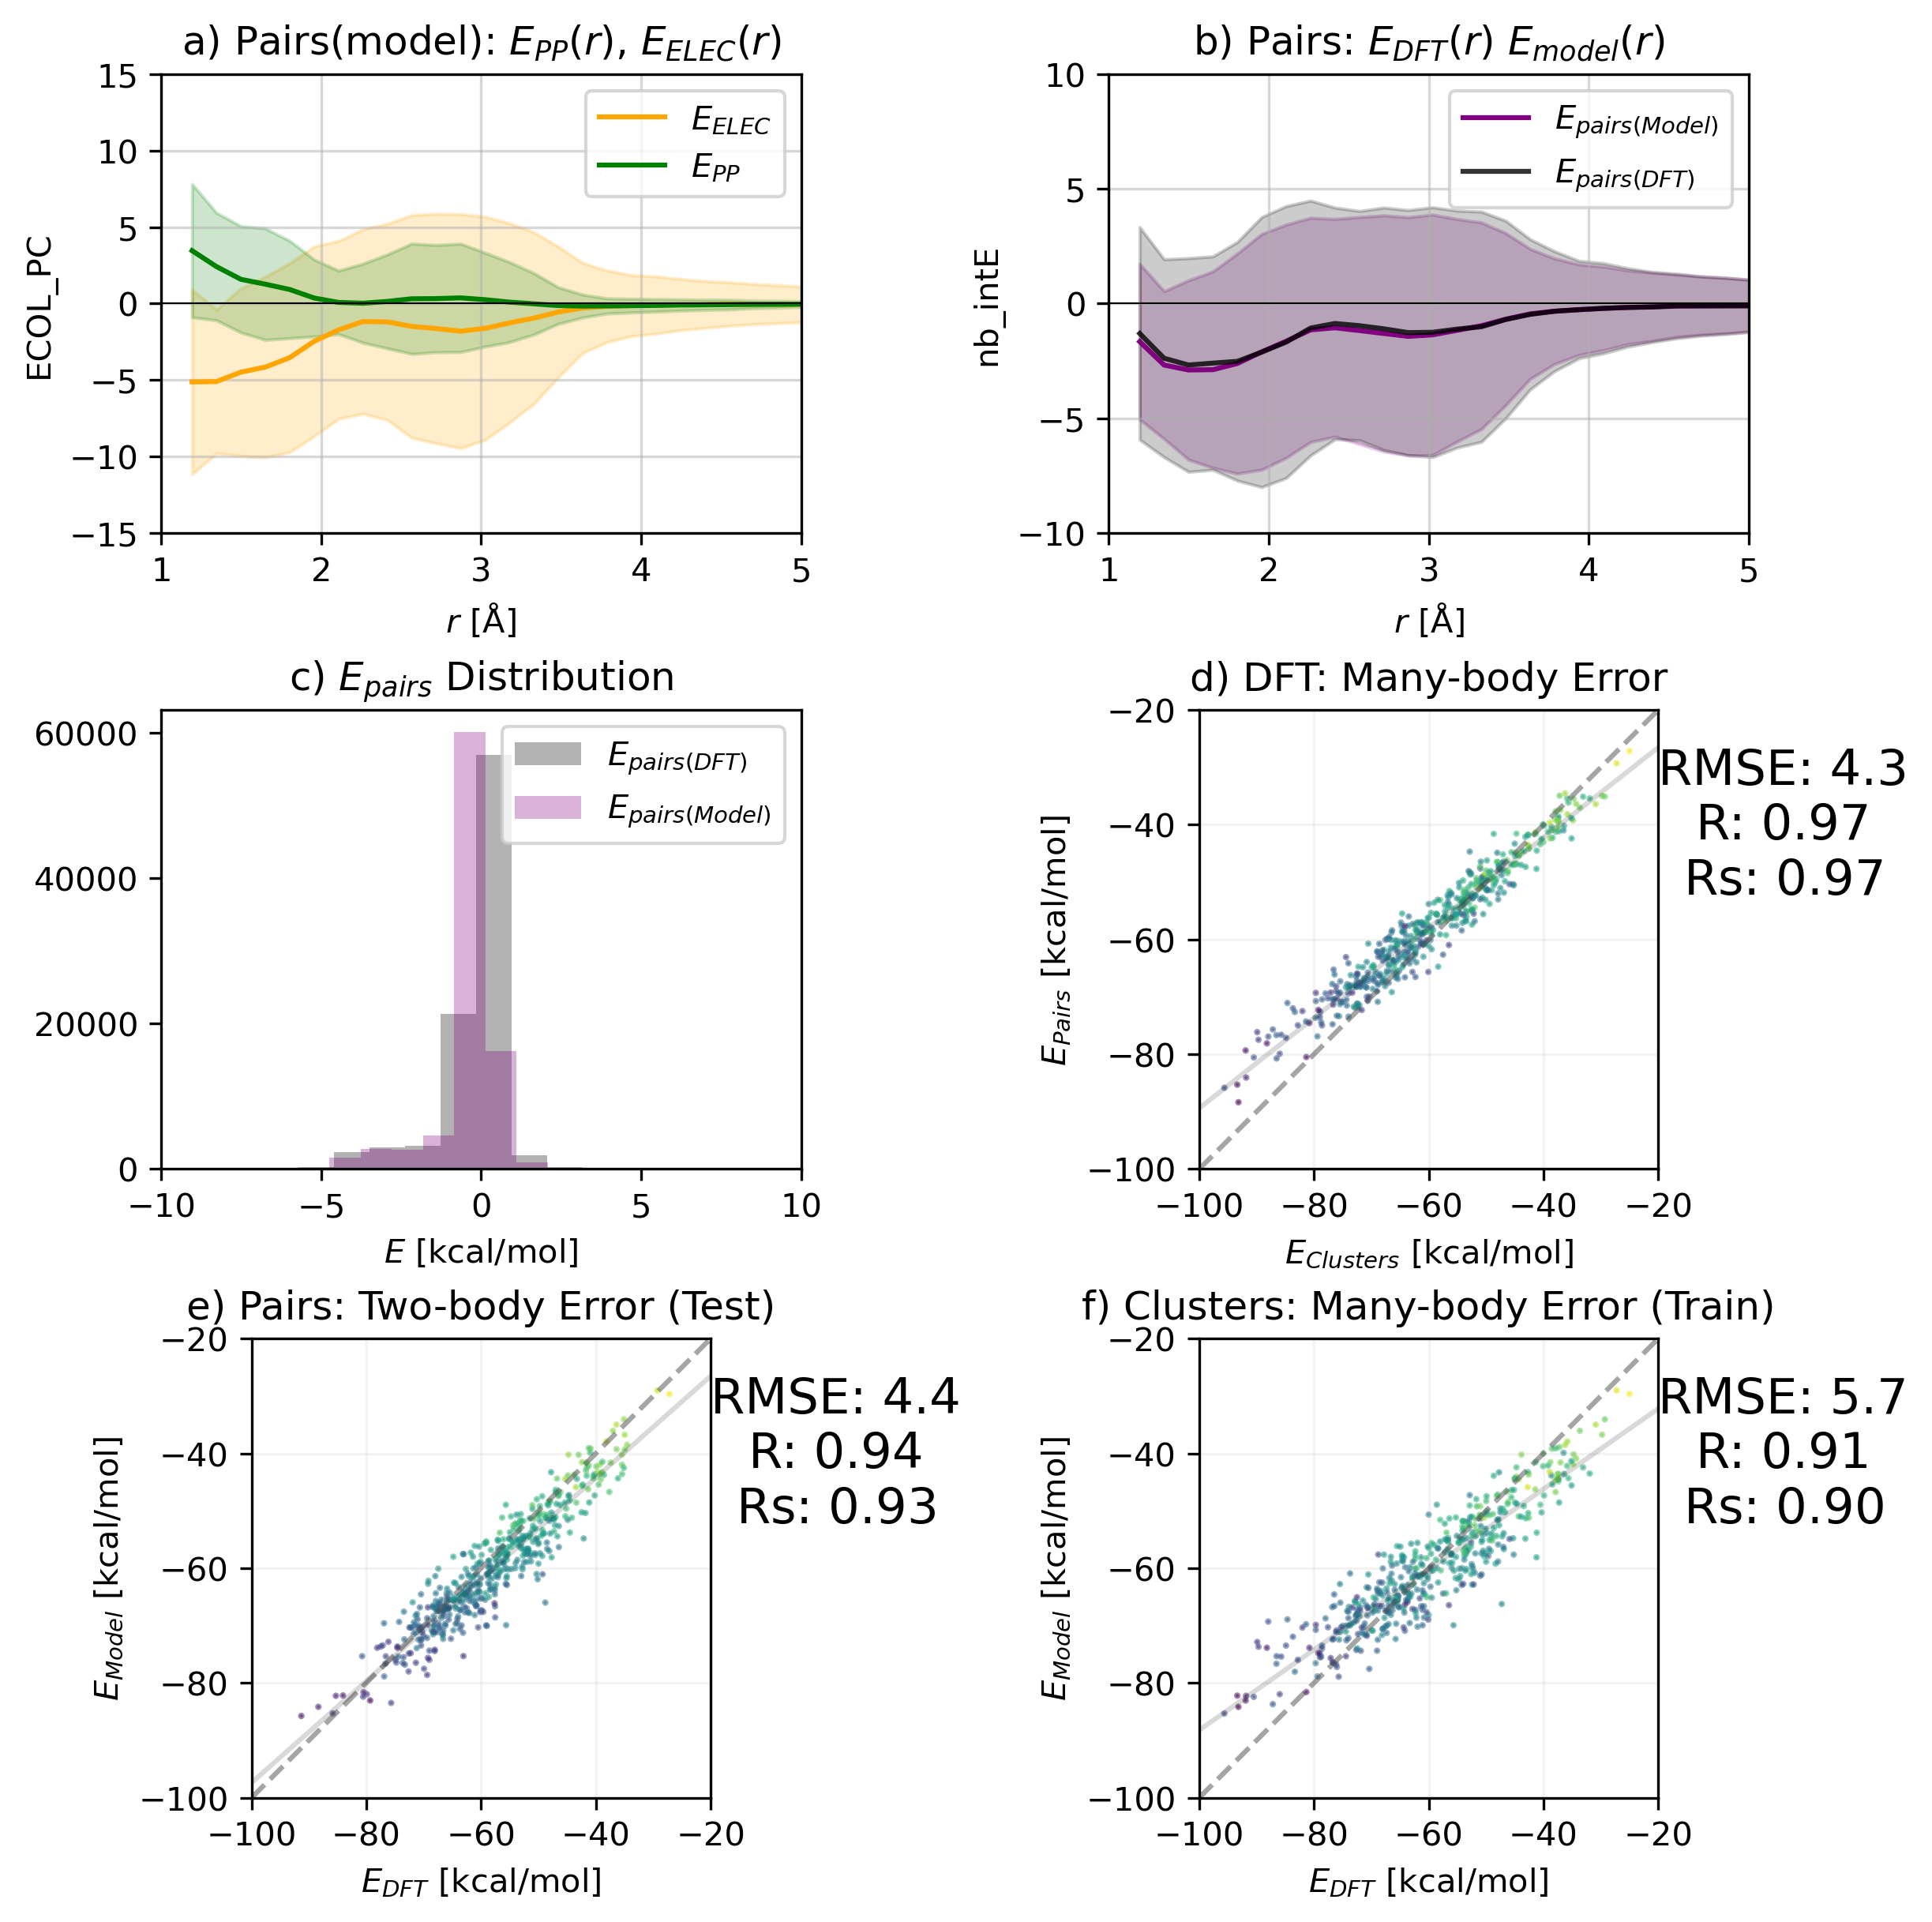 a) Pairs(model): E_PP(r), E_ELEC(r)
15
10
5
0
−5
−10
−15
ECOL_PC
E_ELEC
E_PP
1 2 3 4 5
r [Å]
b) Pairs: E_DFT(r) E_model(r)
10
5
0
−5
−10
nb_intE
E_pairs(Model)
E_pairs(DFT)
1 2 3 4 5
r [Å]
c) E_pairs Distribution
60000
40000
20000
0
E_pairs(DFT)
E_pairs(Model)
−10 −5 0 5 10
E [kcal/mol]
d) DFT: Many-body Error
−20
−40
−60
−80
−100
E_Pairs [kcal/mol]
RMSE: 4.3
R: 0.97
Rs: 0.97
−100 −80 −60 −40 −20
E_Clusters [kcal/mol]
e) Pairs: Two-body Error (Test)
−20
−40
−60
−80
−100
E_Model [kcal/mol]
RMSE: 4.4
R: 0.94
Rs: 0.93
−100 −80 −60 −40 −20
E_DFT [kcal/mol]
f) Clusters: Many-body Error (Train)
−20
−40
−60
−80
−100
E_Model [kcal/mol]
RMSE: 5.7
R: 0.91
Rs: 0.90
−100 −80 −60 −40 −20
E_DFT [kcal/mol]